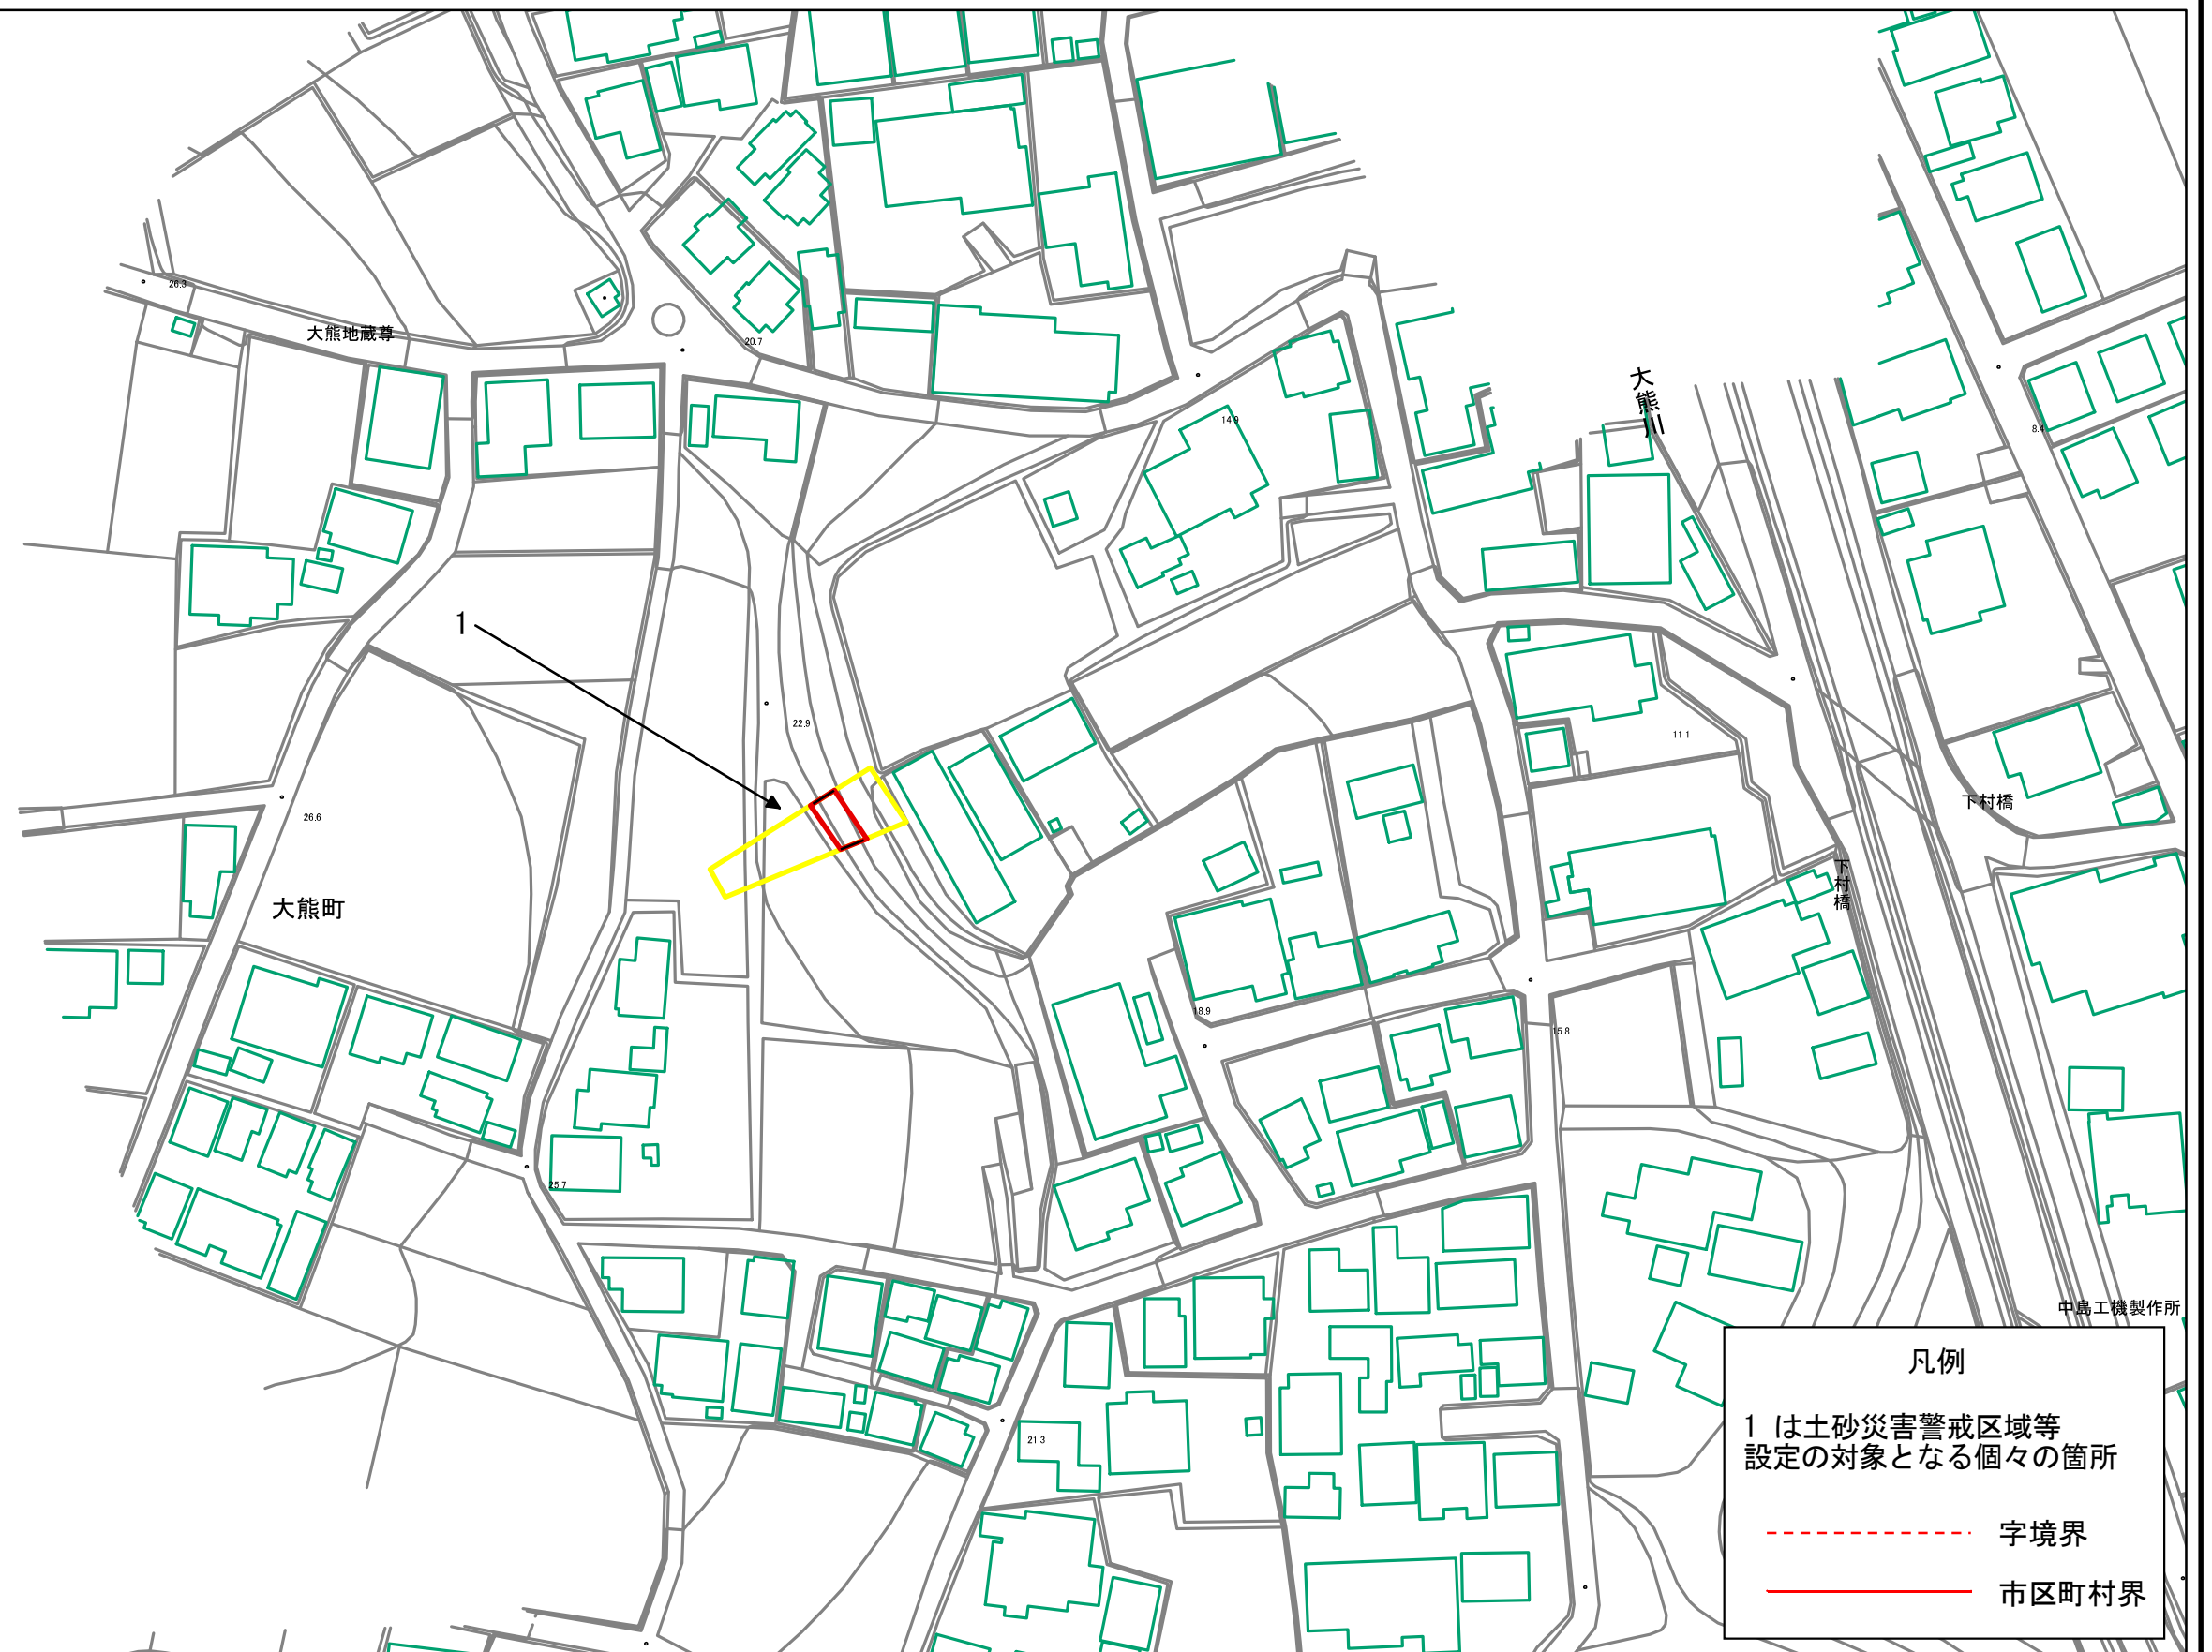 26.3
大熊地蔵尊
20.7
14.9
大熊川
8.4
1
22.9
11.1
下村橋
26.6
下村橋
大熊町
18.9
15.8
25.7
中島工機製作所
21.3
凡例
1 は土砂災害警戒区域等
設定の対象となる個々の箇所
字境界
市区町村界